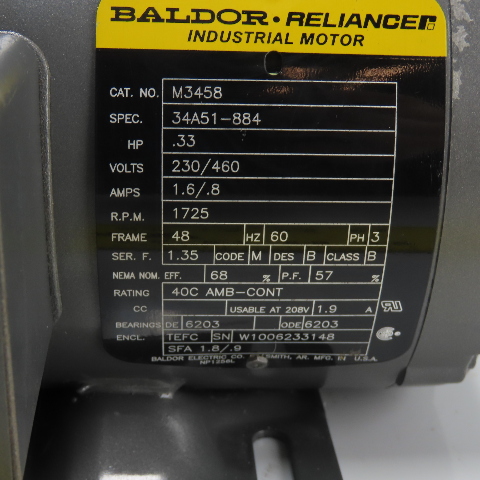 BALDOR · RELIANCER
INDUSTRIAL MOTOR
CAT. NO. M3458
SPEC. 34A51-884
HP .33
VOLTS 230/460
AMPS 1.6/.8
R.P.M. 1725
FRAME 48 HZ 60 PH 3
SER. F. 1.35 CODE M DES B CLASS B
NEMA NOM. EFF. 68 % P.F. 57 %
RATING 40C AMB-CONT
CC USABLE AT 208V 1.9 A
BEARINGS DE 6203 ODE 6203
ENCL. TEFC SN W1006233148
SFA 1.8/.9
BALDOR ELECTRIC CO. FT.SMITH, AR. MFG. IN U.S.A.